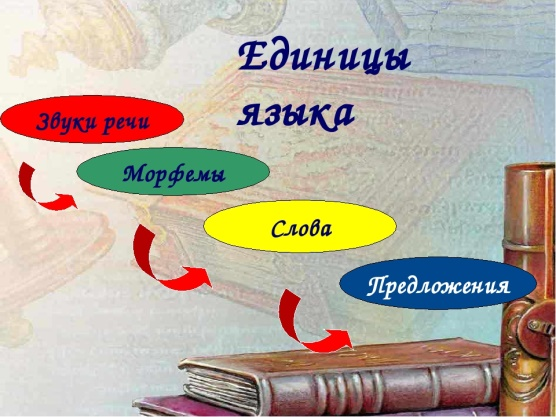 Единицы
языка
Звуки речи
Морфемы
Слова
Предложения